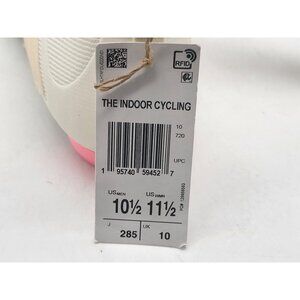 RFID
THE INDOOR CYCLING
10
720
UPC
1 95740 59452 7
US MEN US WMN
10½ 11½
J UK
285 10